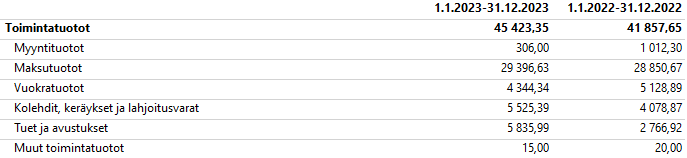 1.1.2023-31.12.2023 1.1.2022-31.12.2022
Toimintatuotot 45 423,35 41 857,65
Myyntituotot 306,00 1 012,30
Maksutuotot 29 396,63 28 850,67
Vuokratuotot 4 344,34 5 128,89
Kolehdit, keräykset ja lahjoitusvarat 5 525,39 4 078,87
Tuet ja avustukset 5 835,99 2 766,92
Muut toimintatuotot 15,00 20,00